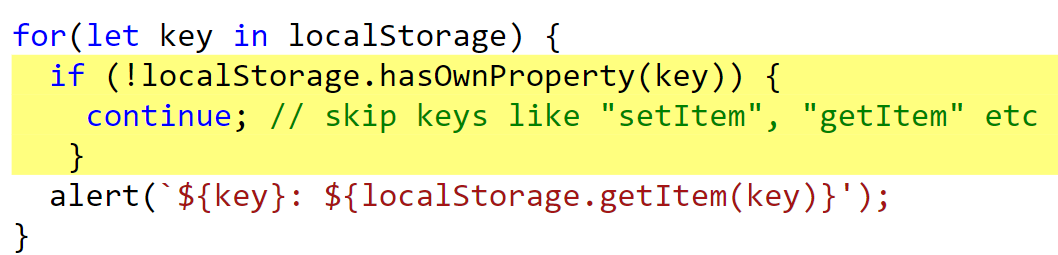 for(let key in localStorage) {
  if (!localStorage.hasOwnProperty(key)) {
    continue; // skip keys like "setItem", "getItem" etc
   }
  alert(`${key}: ${localStorage.getItem(key)}');
}